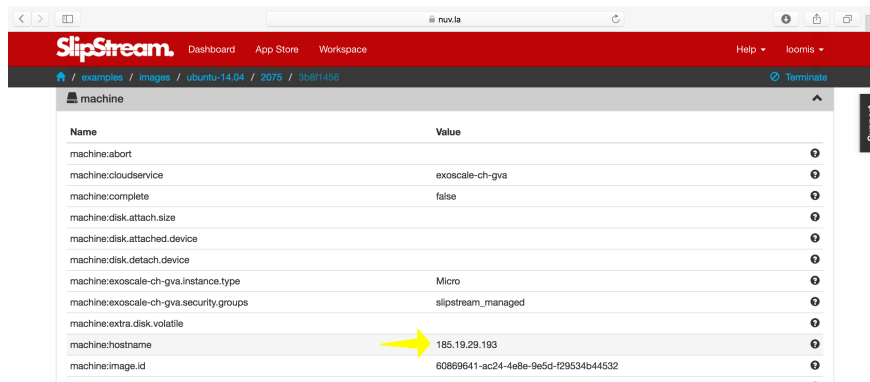 nuv.la
SlipStream. Dashboard App Store Workspace Help loomis
/ examples / images / ubuntu-14.04 / 2075 / 3b8f1456 Terminate
machine
Name Value
machine:abort
machine:cloudservice exoscale-ch-gva
machine:complete false
machine:disk.attach.size
machine:disk.attached.device
machine:disk.detach.device
machine:exoscale-ch-gva.instance.type Micro
machine:exoscale-ch-gva.security.groups slipstream_managed
machine:extra.disk.volatile
machine:hostname 185.19.29.193
machine:image.id 60869641-ac24-4e8e-9e5d-f29534b44532